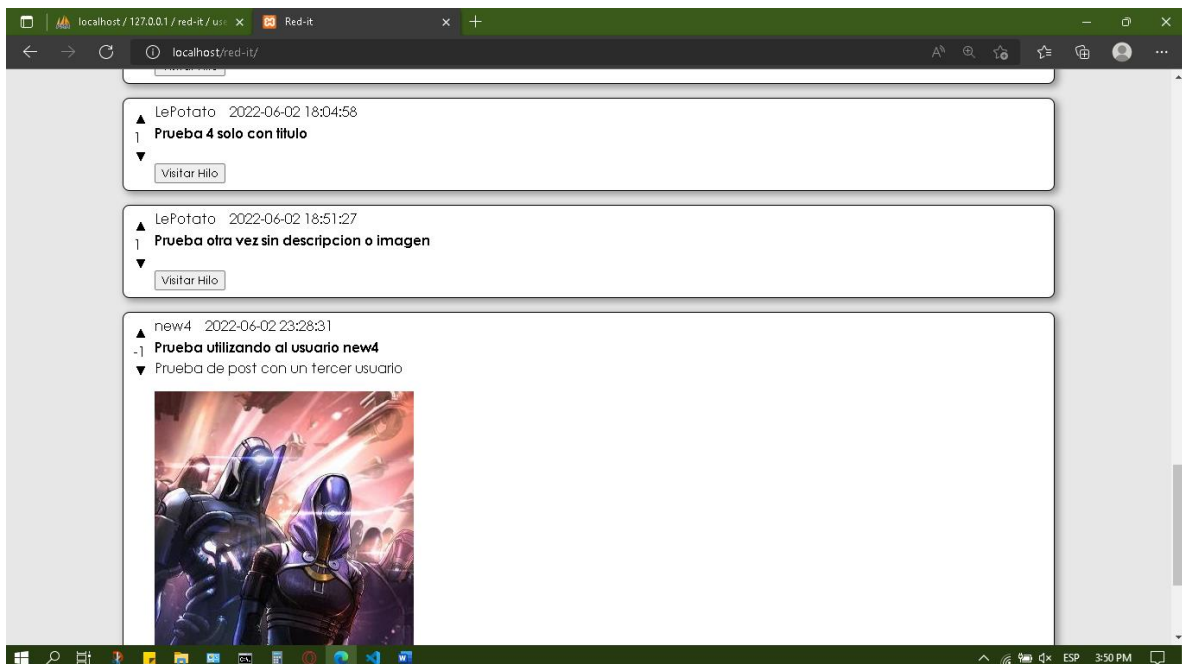 localhost / 127.0.0.1 / red-it / use
Red-it
localhost/red-it/
LePotato 2022-06-02 18:04:58
1 Prueba 4 solo con titulo
Visitar Hilo
LePotato 2022-06-02 18:51:27
1 Prueba otra vez sin descripcion o imagen
Visitar Hilo
new4 2022-06-02 23:28:31
-1 Prueba utilizando al usuario new4
Prueba de post con un tercer usuario
ESP 3:50 PM